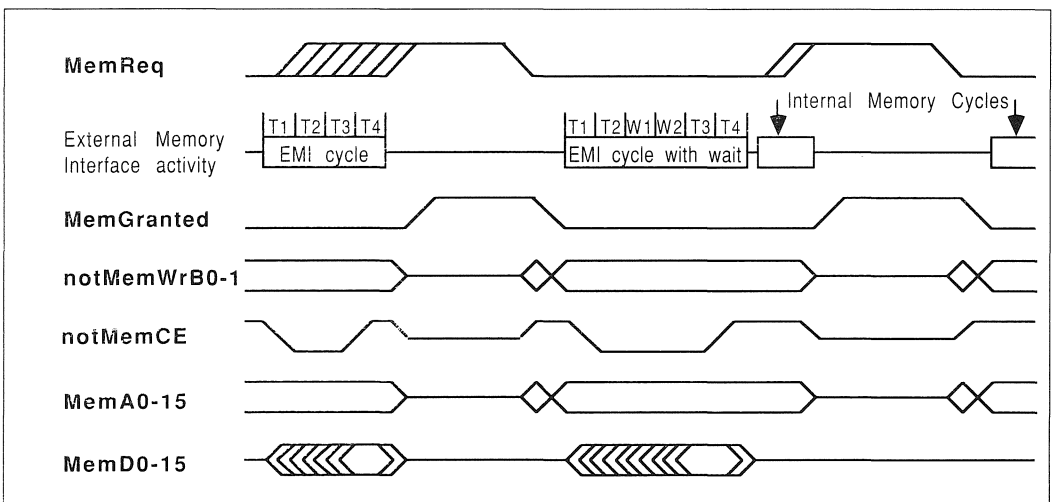 MemReq
Internal Memory Cycles
T1 T2 T3 T4
T1 T2 W1 W2 T3 T4
External Memory
Interface activity
EMI cycle
EMI cycle with wait
MemGranted
notMemWrB0-1
notMemCE
MemA0-15
MemD0-15